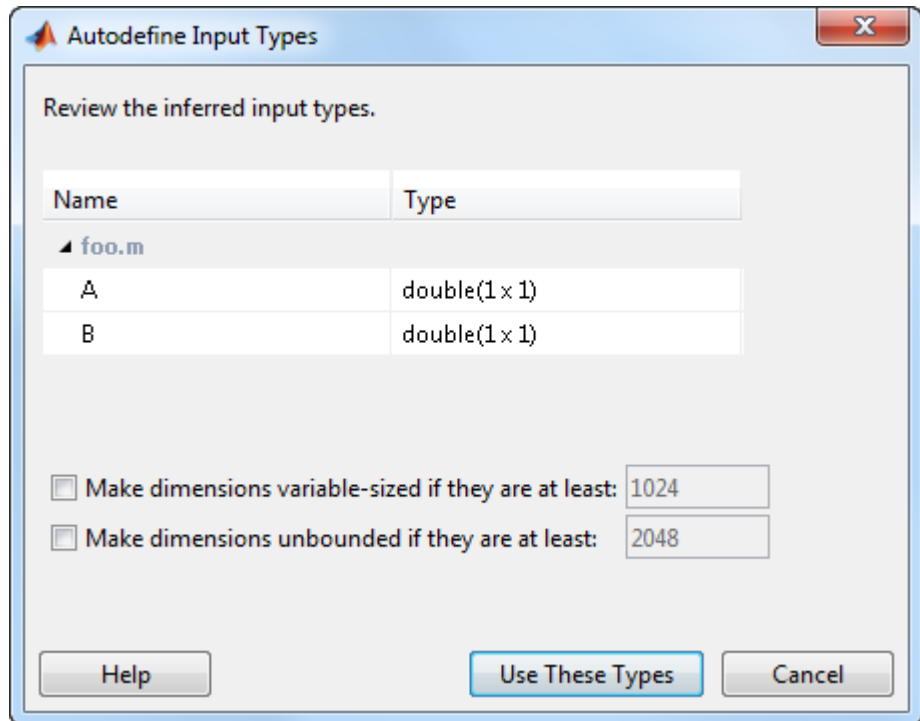 Autodefine Input Types
Review the inferred input types.
Name Type
foo.m
A double(1 x 1)
B double(1 x 1)
Make dimensions variable-sized if they are at least: 1024
Make dimensions unbounded if they are at least: 2048
Help Use These Types Cancel